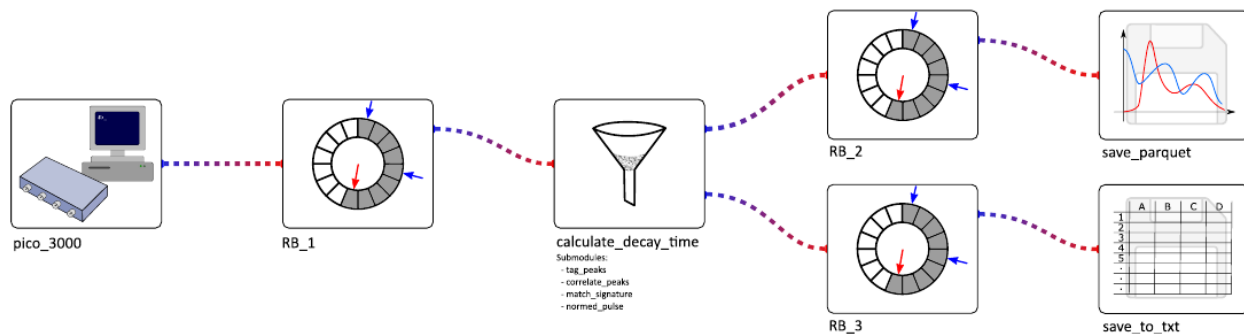 pico_3000
RB_1
calculate_decay_time
Submodules:
- tag_peaks
- correlate_peaks
- match_signature
- normed_pulse
RB_2
save_parquet
RB_3
A B C D
1
2
3
4
5
.
.
.
save_to_txt